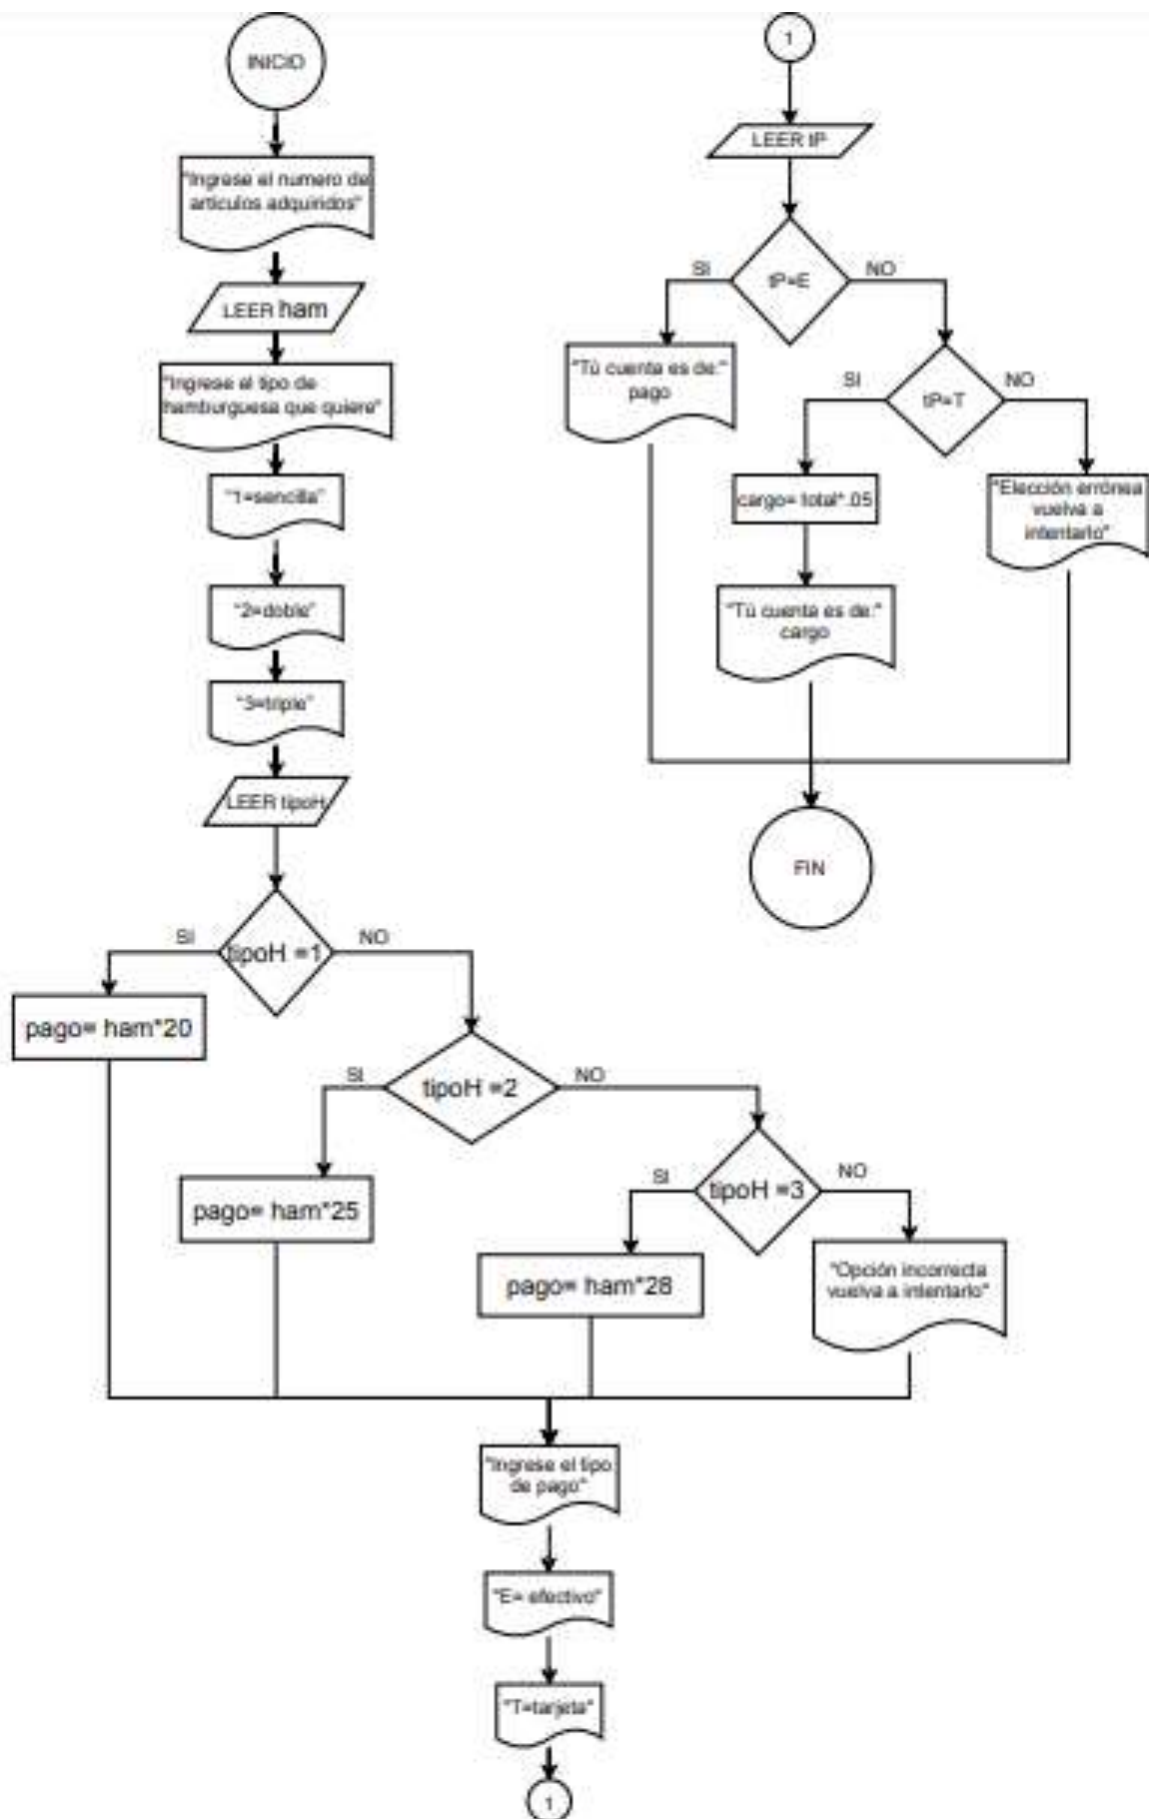 INICIO
"Ingrese el numero de
articulos adquiridos"
LEER ham
"Ingrese el tipo de
hamburguesa que quiere"
"1=sencilla"
"2=doble"
"3=triple"
LEER tipoH
SI
tipoH =1
NO
pago= ham*20
SI
tipoH =2
NO
pago= ham*25
SI
tipoH =3
NO
pago= ham*28
"Opción incorrecta
vuelva a intentarlo"
"Ingrese el tipo
de pago"
"E= efectivo"
"T=tarjeta"
1
1
LEER tP
SI
tP=E
NO
"Tú cuenta es de:"
pago
SI
tP=T
NO
cargo= total*.05
"Elección errónea
vuelva a
intentarlo"
"Tú cuenta es de:"
cargo
FIN